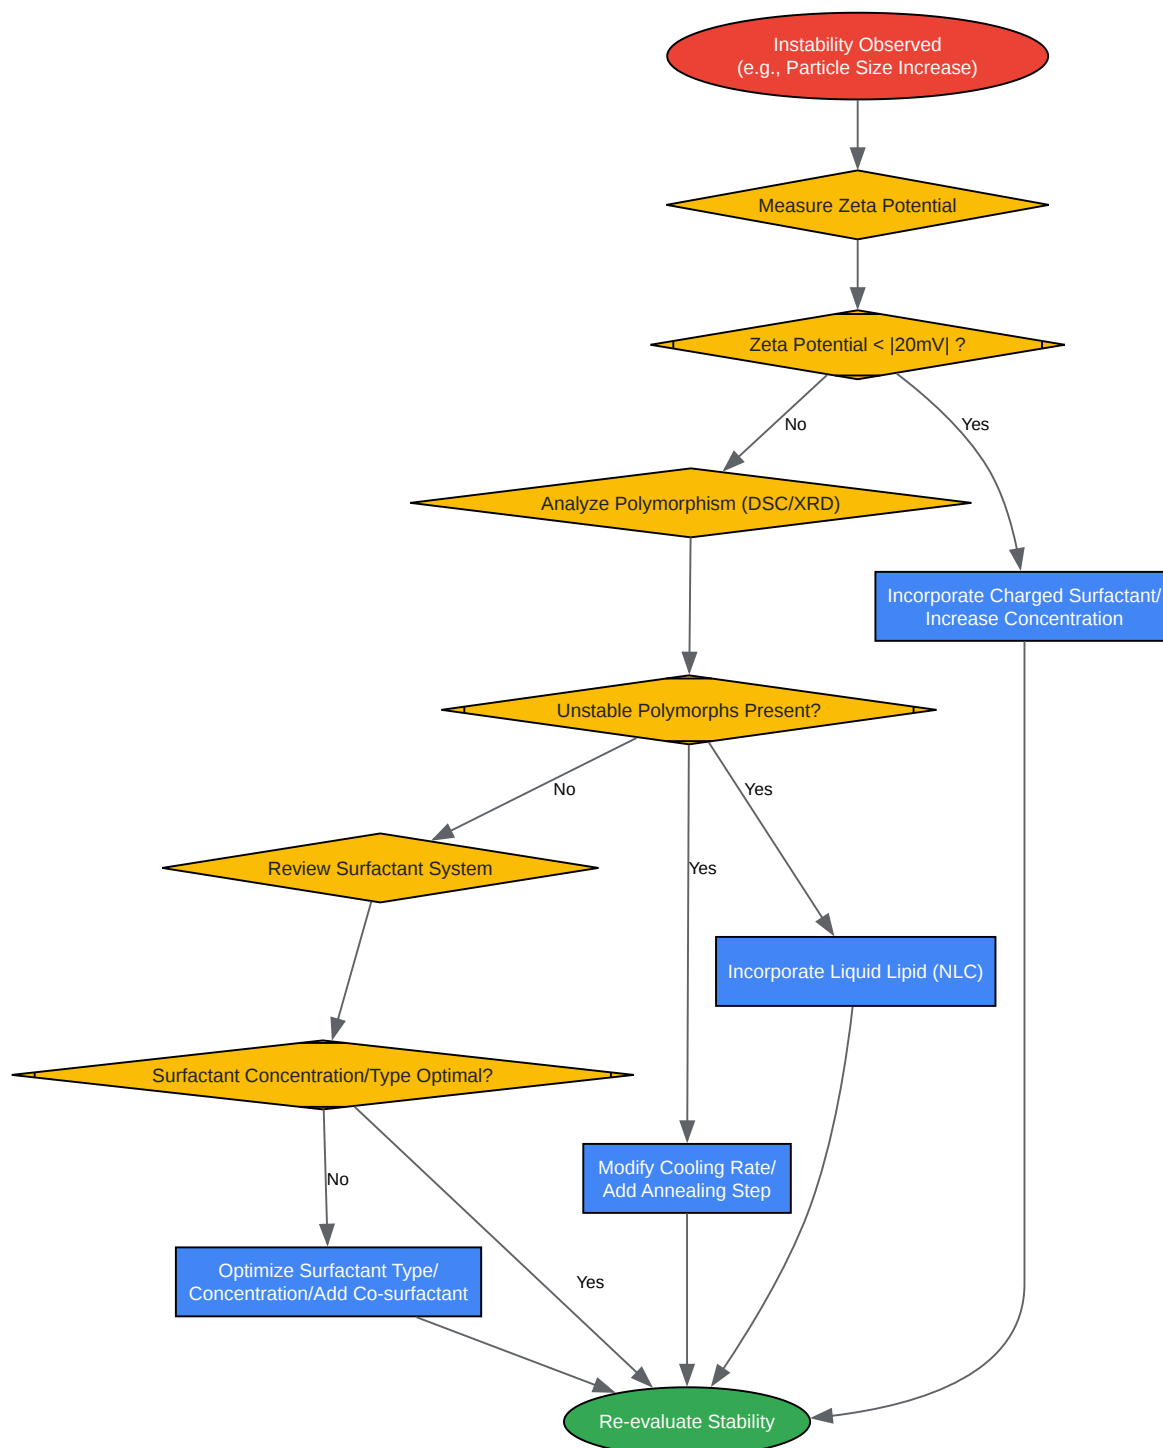 Instability Observed
(e.g., Particle Size Increase)
Measure Zeta Potential
Zeta Potential < |20mV| ?
No
Yes
Analyze Polymorphism (DSC/XRD)
Incorporate Charged Surfactant/
Increase Concentration
Unstable Polymorphs Present?
No
Yes
Review Surfactant System
Yes
Incorporate Liquid Lipid (NLC)
Surfactant Concentration/Type Optimal?
Modify Cooling Rate/
Add Annealing Step
No
Optimize Surfactant Type/
Concentration/Add Co-surfactant
Yes
Re-evaluate Stability